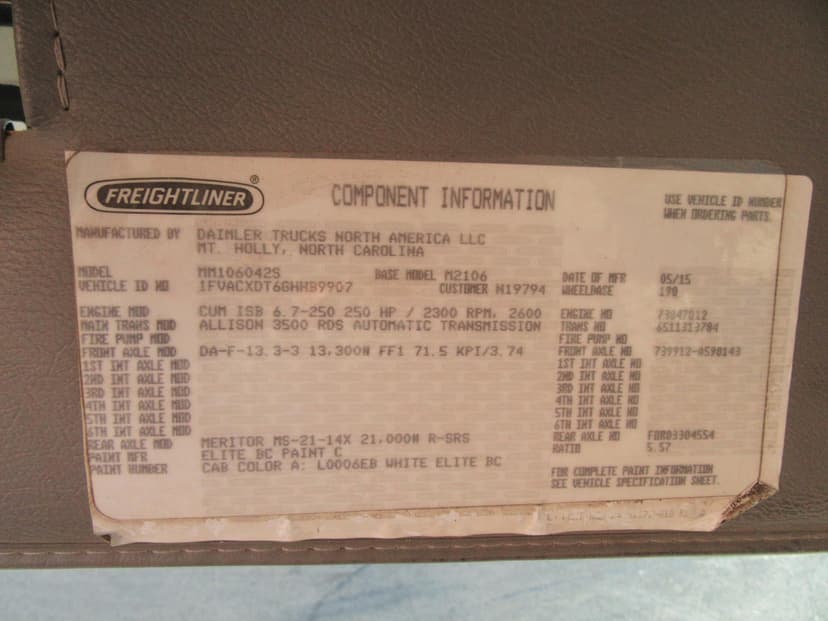 FREIGHTLINER®
COMPONENT INFORMATION
USE VEHICLE ID NUMBER
WHEN ORDERING PARTS.
MANUFACTURED BY DAIMLER TRUCKS NORTH AMERICA LLC
MT. HOLLY, NORTH CAROLINA
MODEL MM106042S BASE MODEL M2106 DATE OF MFR 05/15
VEHICLE ID NO 1FVACXDT6GHHB9907 CUSTOMER N19794 WHEELBASE 190
ENGINE MOD CUM ISB 6.7-250 250 HP / 2300 RPM, 2600 ENGINE NO 73847012
MAIN TRANS MOD ALLISON 3500 RDS AUTOMATIC TRANSMISSION TRANS NO 6511313784
FIRE PUMP MOD FIRE PUMP NO
FRONT AXLE MOD DA-F-13.3-3 13,300# FF1 71.5 KPI/3.74 FRONT AXLE NO 739912-A590143
1ST INT AXLE MOD 1ST INT AXLE NO
2ND INT AXLE MOD 2ND INT AXLE NO
3RD INT AXLE MOD 3RD INT AXLE NO
4TH INT AXLE MOD 4TH INT AXLE NO
5TH INT AXLE MOD 5TH INT AXLE NO
6TH INT AXLE MOD 6TH INT AXLE NO
REAR AXLE MOD MERITOR MS-21-14X 21,000# R-SRS REAR AXLE NO FDR03304554
PAINT MFR ELITE BC PAINT C RATIO 5.57
PAINT NUMBER CAB COLOR A: L0006EB WHITE ELITE BC
FOR COMPLETE PAINT INFORMATION
SEE VEHICLE SPECIFICATION SHEET.